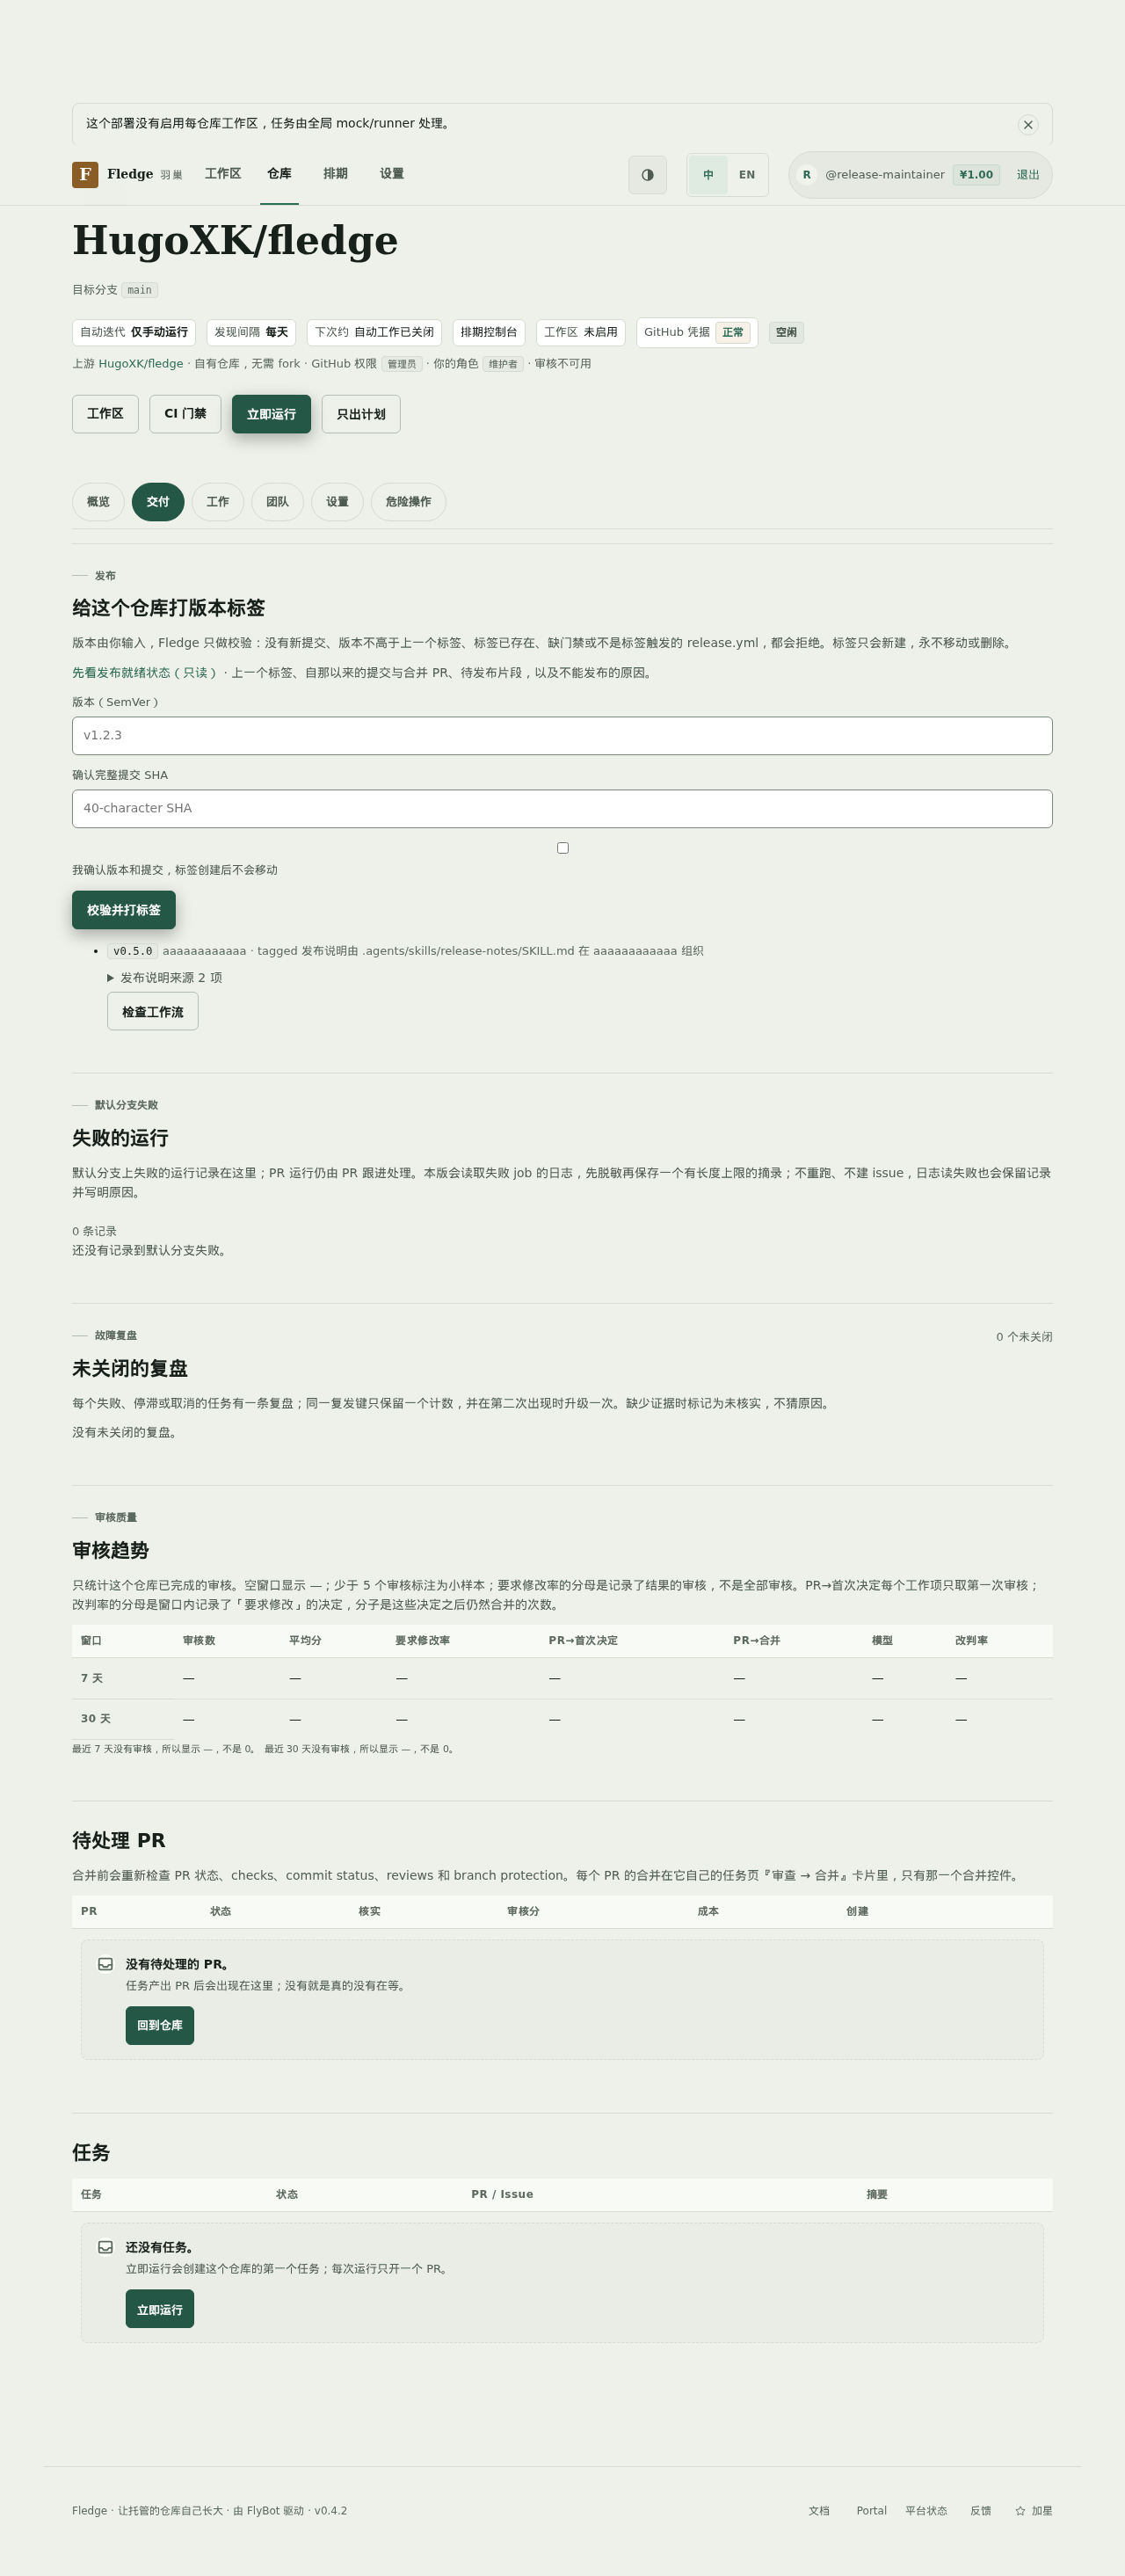 这个部署没有启用每仓库工作区，任务由全局 mock/runner 处理。
F Fledge 羽巢 工作区 仓库 排期 设置 中 EN R @release-maintainer ¥1.00 退出
HugoXK/fledge
目标分支 main
自动迭代 仅手动运行 发现间隔 每天 下次约 自动工作已关闭 排期控制台 工作区 未启用 GitHub 凭据 正常 空闲
上游 HugoXK/fledge · 自有仓库，无需 fork · GitHub 权限 管理员 · 你的角色 维护者 · 审核不可用
工作区 CI 门禁 立即运行 只出计划
概览 交付 工作 团队 设置 危险操作
发布
给这个仓库打版本标签
版本由你输入，Fledge 只做校验：没有新提交、版本不高于上一个标签、标签已存在、缺门禁或不是标签触发的 release.yml，都会拒绝。标签只会新建，永不移动或删除。
先看发布就绪状态（只读） · 上一个标签、自那以来的提交与合并 PR、待发布片段，以及不能发布的原因。
版本（SemVer）
v1.2.3
确认完整提交 SHA
40-character SHA
我确认版本和提交，标签创建后不会移动
校验并打标签
v0.5.0 aaaaaaaaaaaa · tagged 发布说明由 .agents/skills/release-notes/SKILL.md 在 aaaaaaaaaaaa 组织
发布说明来源 2 项
检查工作流
默认分支失败
失败的运行
默认分支上失败的运行记录在这里；PR 运行仍由 PR 跟进处理。本版会读取失败 job 的日志，先脱敏再保存一个有长度上限的摘录；不重跑、不建 issue，日志读失败也会保留记录
并写明原因。
0 条记录
还没有记录到默认分支失败。
故障复盘 0 个未关闭
未关闭的复盘
每个失败、停滞或取消的任务有一条复盘；同一复发键只保留一个计数，并在第二次出现时升级一次。缺少证据时标记为未核实，不猜原因。
没有未关闭的复盘。
审核质量
审核趋势
只统计这个仓库已完成的审核。空窗口显示 —；少于 5 个审核标注为小样本；要求修改率的分母是记录了结果的审核，不是全部审核。PR→首次决定每个工作项只取第一次审核；
改判率的分母是窗口内记录了「要求修改」的决定，分子是这些决定之后仍然合并的次数。
窗口 审核数 平均分 要求修改率 PR→首次决定 PR→合并 模型 改判率
7 天 — — — — — — —
30 天 — — — — — — —
最近 7 天没有审核，所以显示 —，不是 0。 最近 30 天没有审核，所以显示 —，不是 0。
待处理 PR
合并前会重新检查 PR 状态、checks、commit status、reviews 和 branch protection。每个 PR 的合并在它自己的任务页『审查 → 合并』卡片里，只有那一个合并控件。
PR 状态 核实 审核分 成本 创建
没有待处理的 PR。
任务产出 PR 后会出现在这里；没有就是真的没有在等。
回到仓库
任务
任务 状态 PR / Issue 摘要
还没有任务。
立即运行会创建这个仓库的第一个任务；每次运行只开一个 PR。
立即运行
Fledge · 让托管的仓库自己长大 · 由 FlyBot 驱动 · v0.4.2 文档 Portal 平台状态 反馈 加星